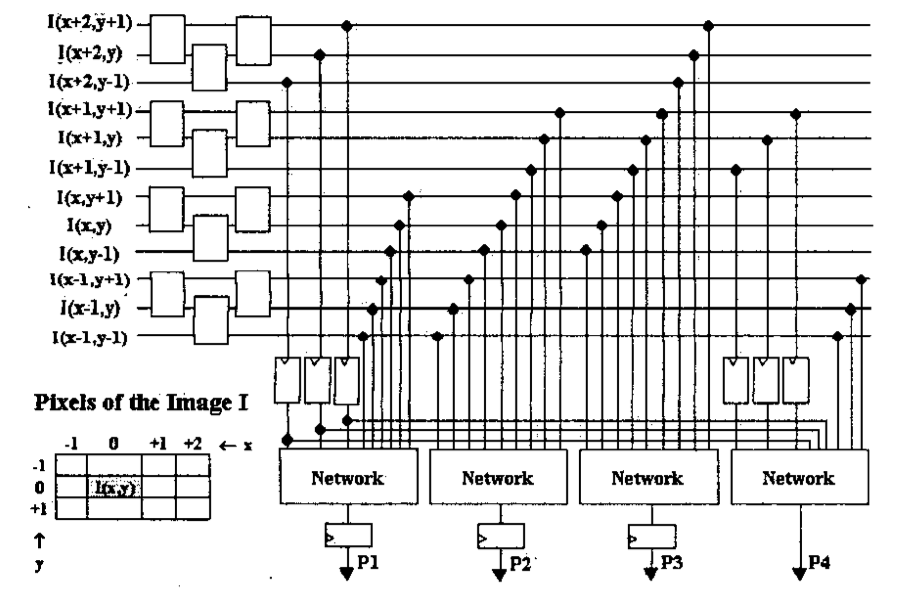 I(x+2,y+1)
I(x+2,y)
I(x+2,y-1)
I(x+1,y+1)
I(x+1,y)
I(x+1,y-1)
I(x,y+1)
I(x,y)
I(x,y-1)
I(x-1,y+1)
I(x-1,y)
I(x-1,y-1)
Pixels of the Image I
-1 0 +1 +2 ← x
-1
0 I(x,y)
+1
↑
y
Network Network Network Network
P1 P2 P3 P4